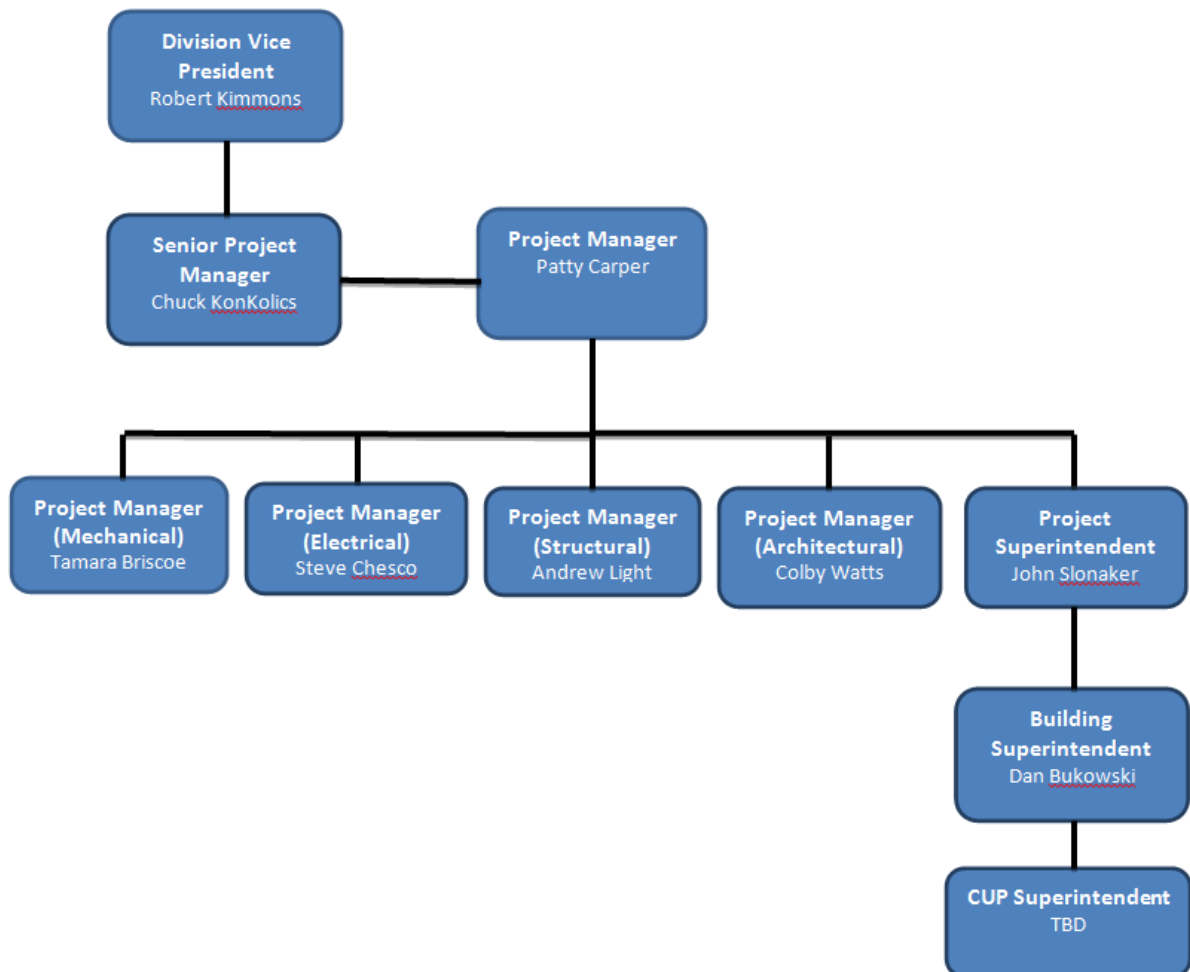 Division Vice
President
Robert Kimmons
Senior Project
Manager
Chuck KonKolics
Project Manager
Patty Carper
Project Manager
(Mechanical)
Tamara Briscoe
Project Manager
(Electrical)
Steve Chesco
Project Manager
(Structural)
Andrew Light
Project Manager
(Architectural)
Colby Watts
Project
Superintendent
John Slonaker
Building
Superintendent
Dan Bukowski
CUP Superintendent
TBD